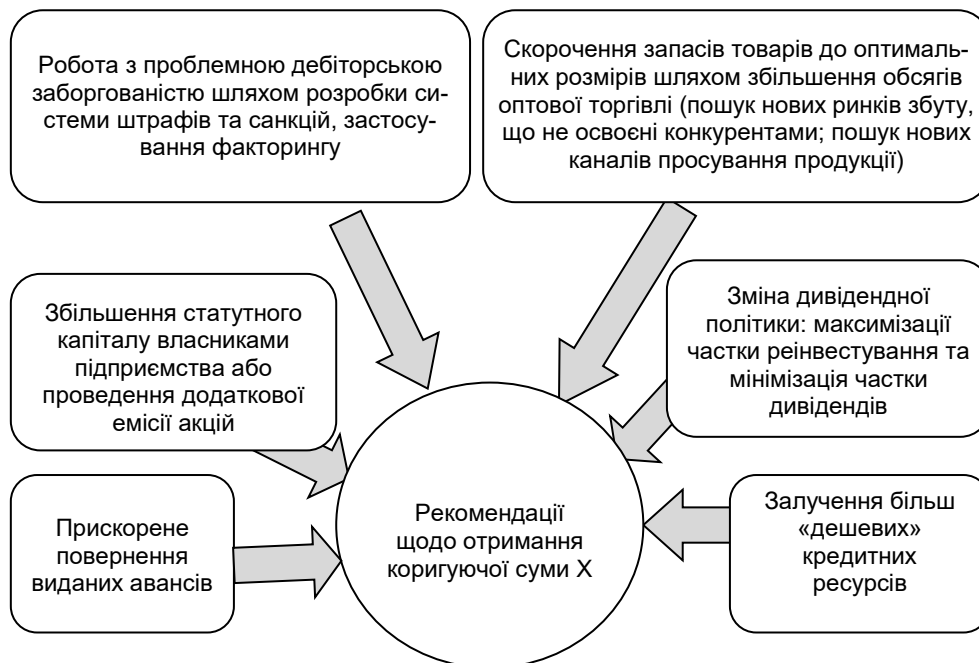 Робота з проблемною дебіторською
заборгованістю шляхом розробки си-
стеми штрафів та санкцій, застосу-
вання факторингу
Скорочення запасів товарів до оптималь-
них розмірів шляхом збільшення обсягів
оптової торгівлі (пошук нових ринків збуту,
що не освоєні конкурентами; пошук нових
каналів просування продукції)
Збільшення статутного
капіталу власниками
підприємства або
проведення додаткової
емісії акцій
Зміна дивідендної
політики: максимізації
частки реінвестування та
мінімізація частки
дивідендів
Прискорене
повернення
виданих авансів
Рекомендації
щодо отримання
коригуючої суми Х
Залучення більш
«дешевих»
кредитних
ресурсів